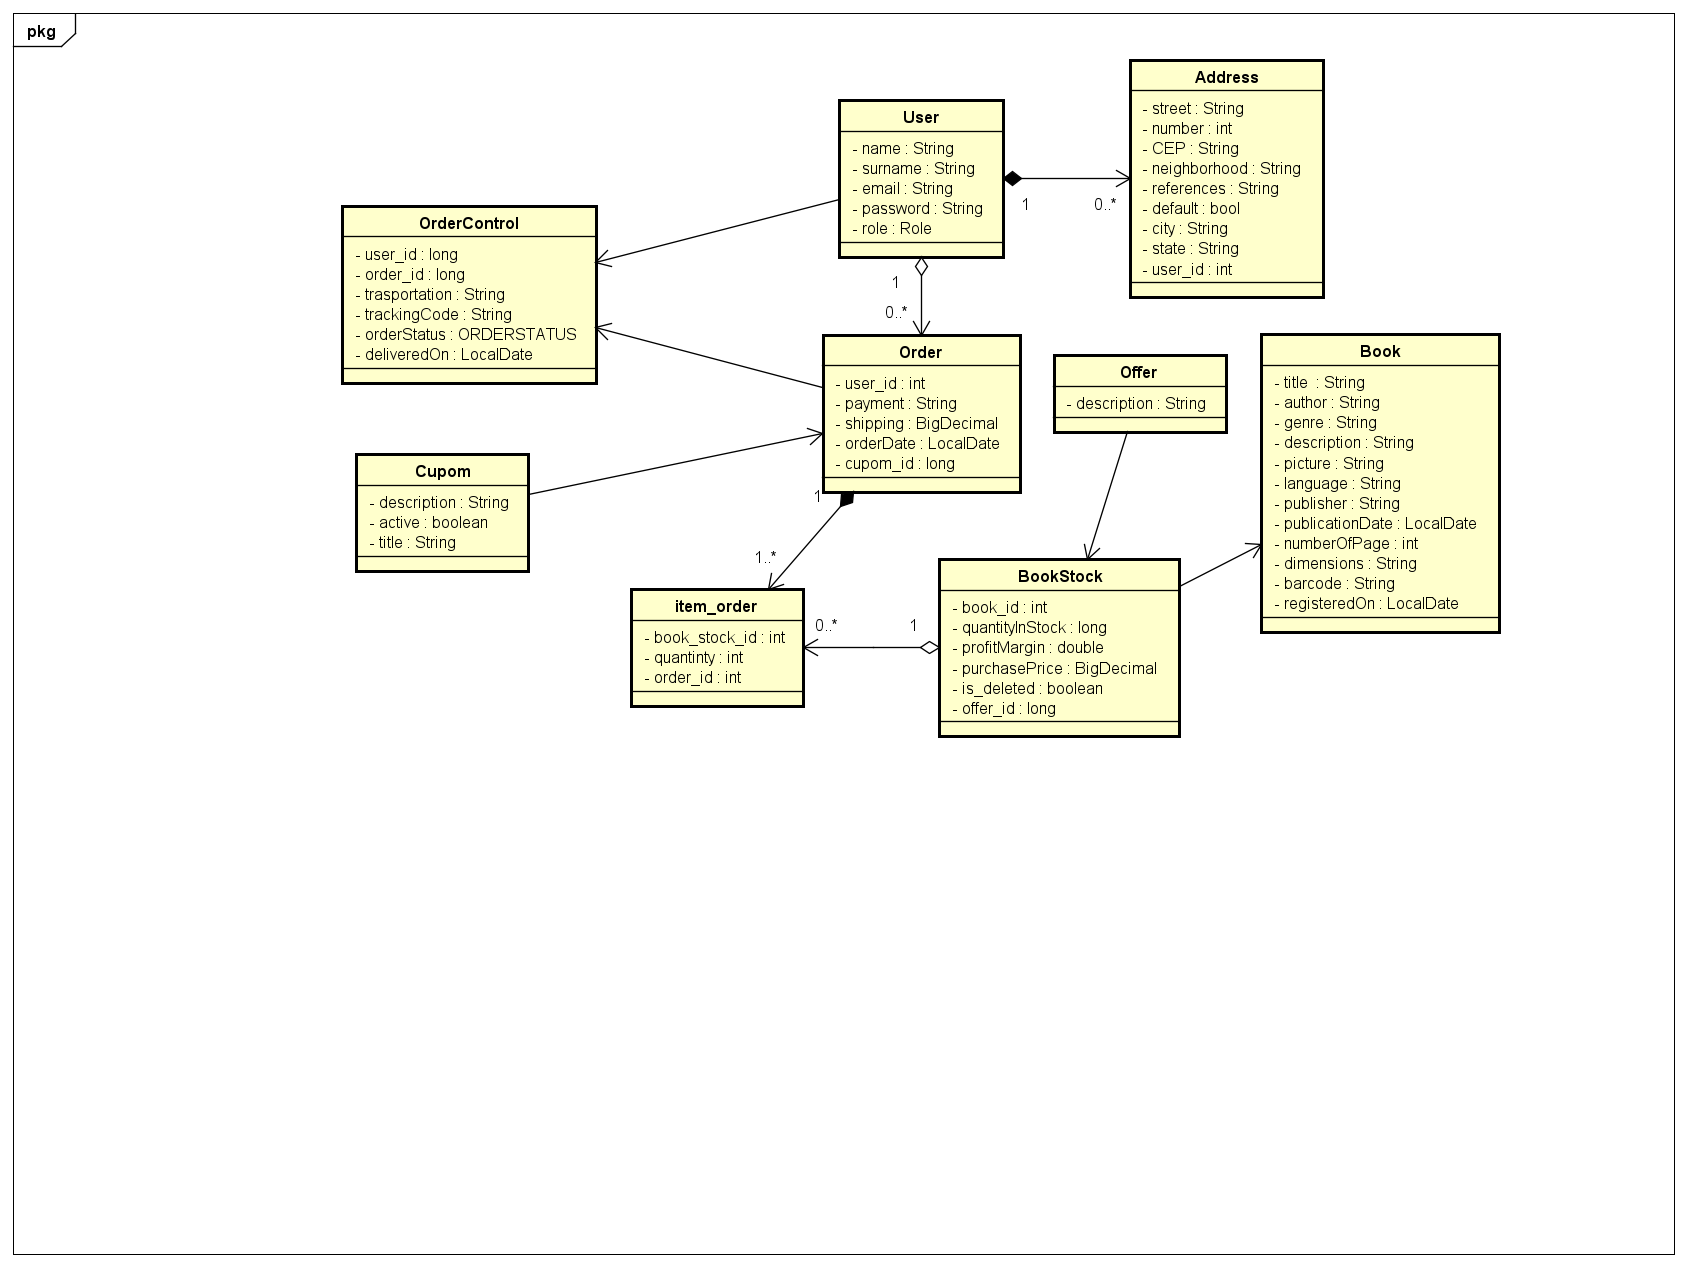 pkg
User
- name : String
- surname : String
- email : String
- password : String
- role : Role
1
0..*
Address
- street : String
- number : int
- CEP : String
- neighborhood : String
- references : String
- default : bool
- city : String
- state : String
- user_id : int
OrderControl
- user_id : long
- order_id : long
- trasportation : String
- trackingCode : String
- orderStatus : ORDERSTATUS
- deliveredOn : LocalDate
1
0..*
Order
- user_id : int
- payment : String
- shipping : BigDecimal
- orderDate : LocalDate
- cupom_id : long
Offer
- description : String
Book
- title : String
- author : String
- genre : String
- description : String
- picture : String
- language : String
- publisher : String
- publicationDate : LocalDate
- numberOfPage : int
- dimensions : String
- barcode : String
- registeredOn : LocalDate
Cupom
- description : String
- active : boolean
- title : String
1
1..*
item_order
- book_stock_id : int
- quantinty : int
- order_id : int
0..*
1
BookStock
- book_id : int
- quantityInStock : long
- profitMargin : double
- purchasePrice : BigDecimal
- is_deleted : boolean
- offer_id : long